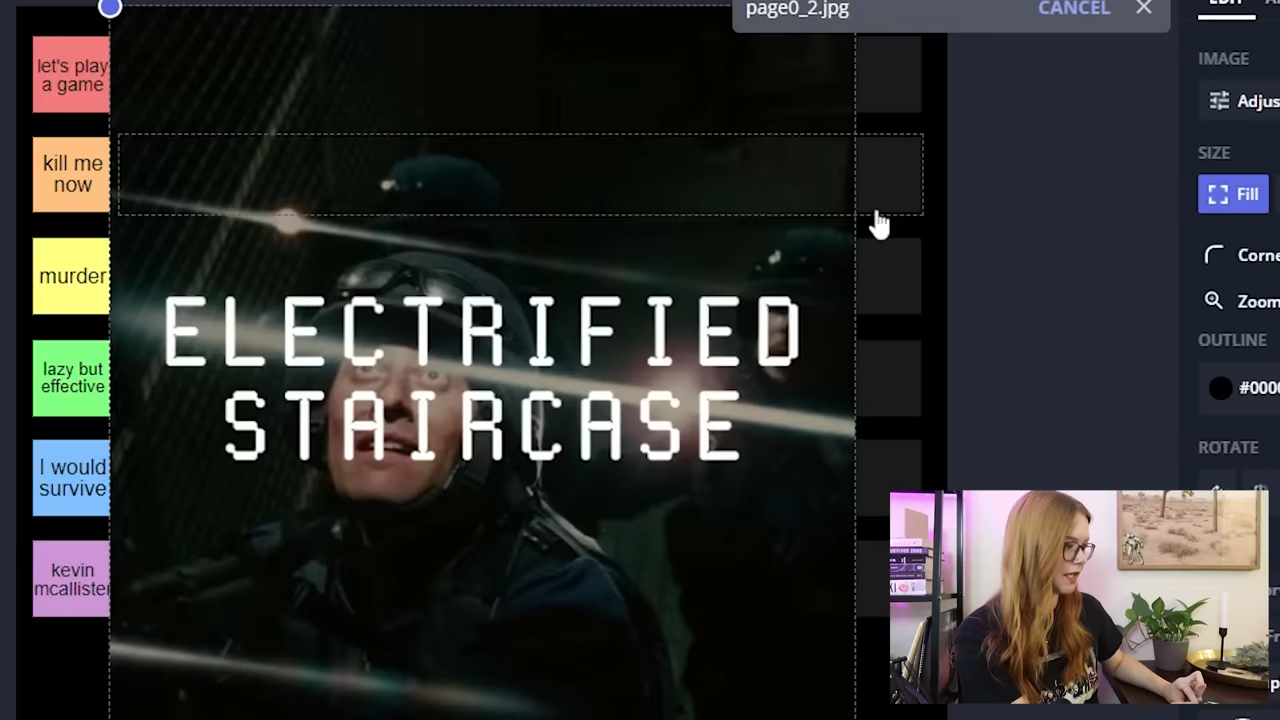 page0_2.jpg
CANCEL
EDIT
let's play
a game
kill me
now
murder
lazy but
effective
I would
survive
kevin
mcallister
ELECTRIFIED
STAIRCASE
IMAGE
Adjus
SIZE
Fill
Corne
Zoom
OUTLINE
#000
ROTATE